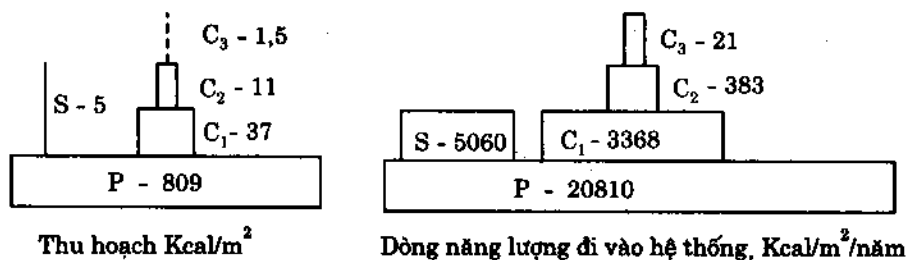 C₃ - 1,5
C₂ - 11
S - 5
C₁- 37
P - 809
Thu hoạch Kcal/m²
C₃ - 21
C₂ - 383
S - 5060
C₁ - 3368
P - 20810
Dòng năng lượng đi vào hệ thống, Kcal/m²/năm